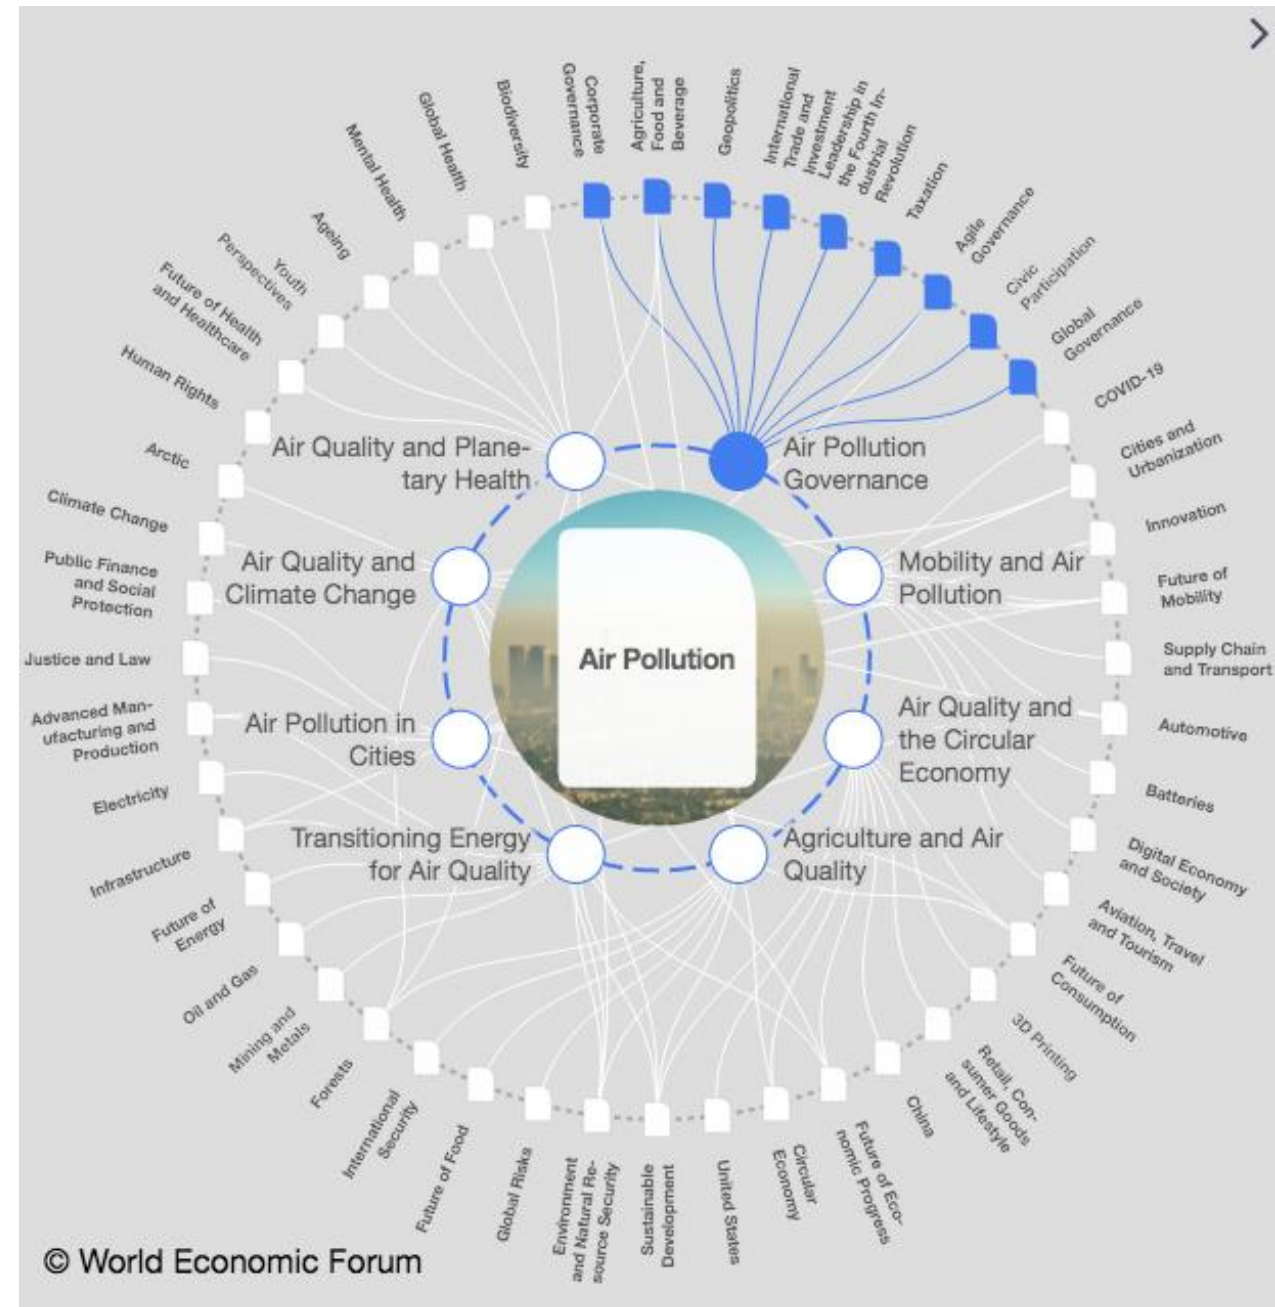 Corporate
Governance
Agriculture,
Food and
Beverage
Geopolitics
International
Trade and
Investment
Leadership in
the Fourth In-
dustrial
Revolution
Taxation
Agile
Governance
Civic
Participation
Global
Governance
COVID-19
Cities and
Urbanization
Innovation
Future of
Mobility
Supply Chain
and Transport
Automotive
Batteries
Digital Economy
and Society
Aviation, Travel
and Tourism
Future of
Consumption
3D Printing
Retail, Con-
sumer Goods
and Lifestyle
China
Future of Eco-
nomic Progress
Circular
Economy
United States
Sustainable
Development
Environment
and Natural Re-
source Security
Global Risks
Future of Food
International
Security
Forests
Mining and
Metals
Oil and Gas
Future of
Energy
Infrastructure
Electricity
Advanced Man-
ufacturing and
Production
Justice and Law
Public Finance
and Social
Protection
Climate Change
Arctic
Human Rights
Future of Health
and Healthcare
Youth
Perspectives
Ageing
Mental Health
Global Health
Biodiversity
Air Quality and Plane-
tary Health
Air Pollution
Governance
Air Quality and
Climate Change
Mobility and Air
Pollution
Air Pollution
Air Pollution in
Cities
Air Quality and
the Circular
Economy
Transitioning Energy
for Air Quality
Agriculture and Air
Quality
© World Economic Forum